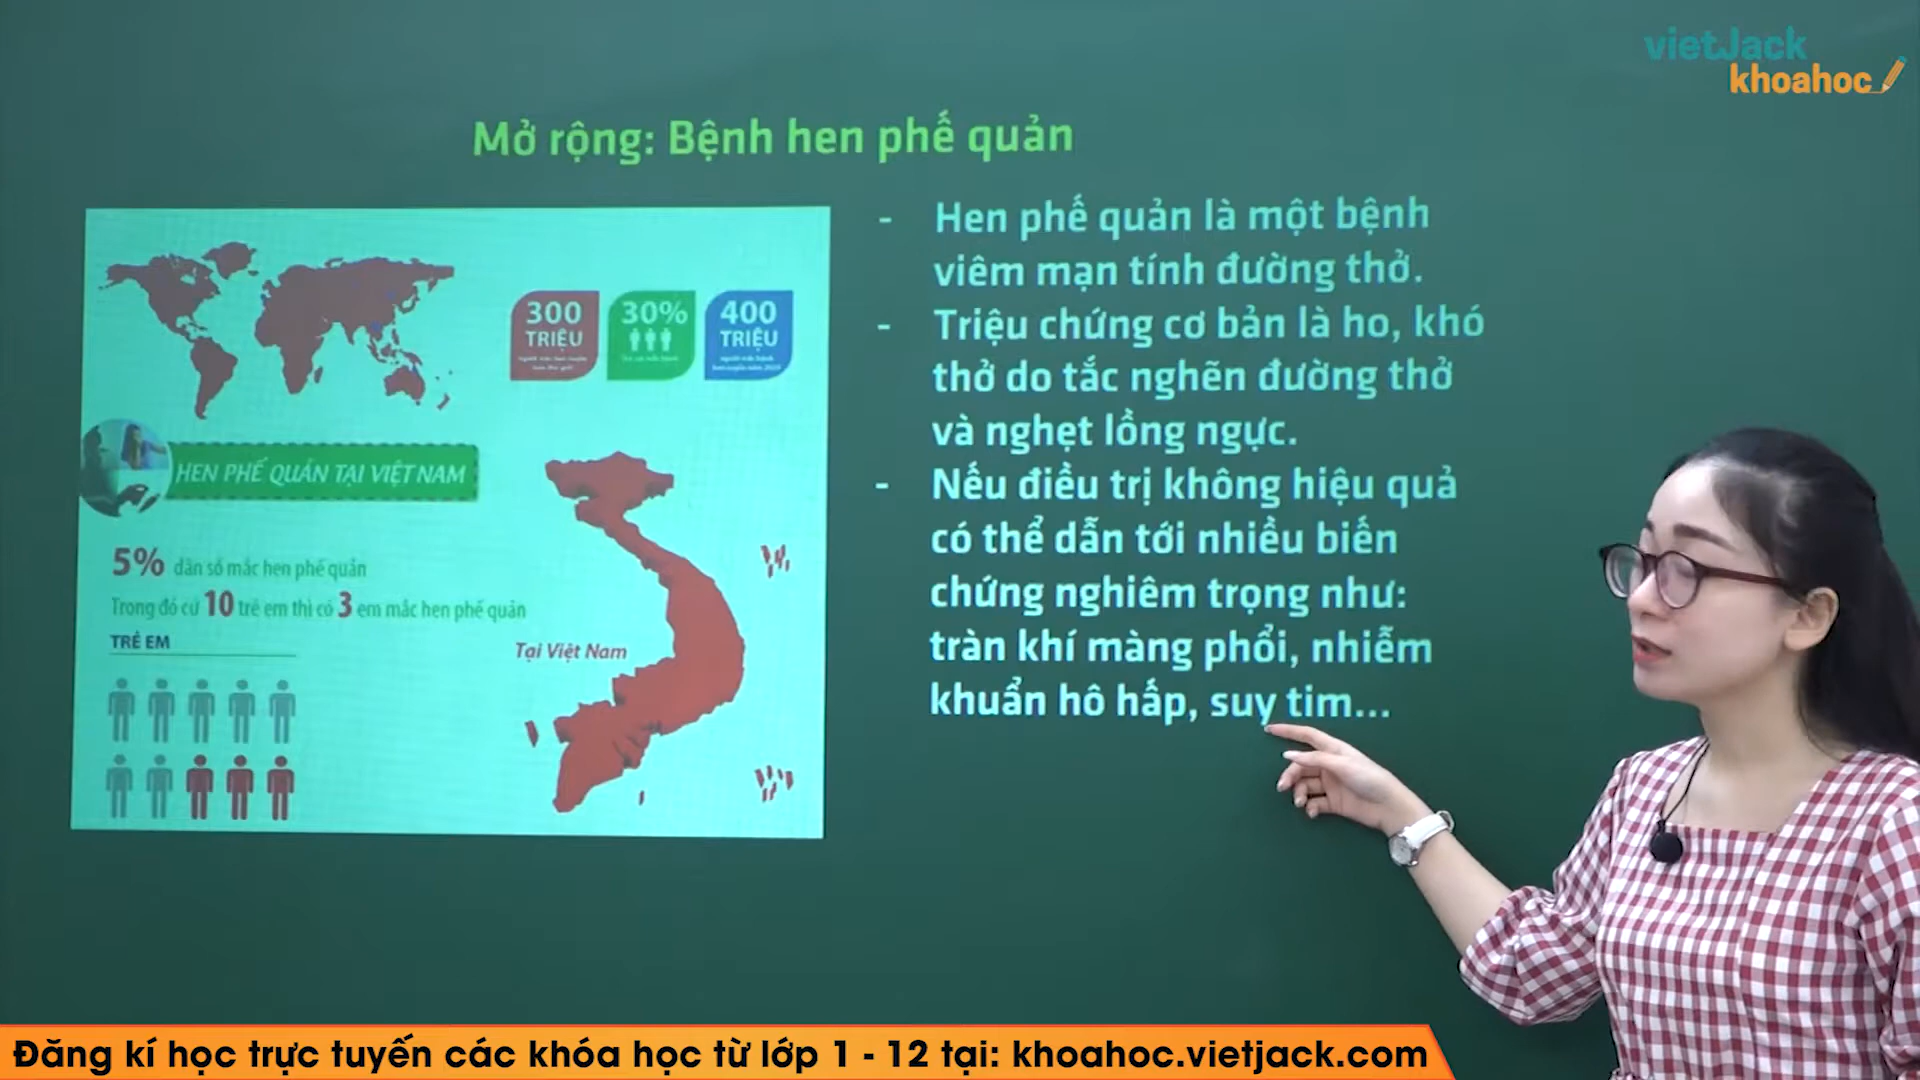 vietJack
khoahoc
Mở rộng: Bệnh hen phế quản
300
TRIỆU
30%
400
TRIỆU
HEN PHẾ QUẢN TẠI VIỆT NAM
5% dân số mắc hen phế quản
Trong đó cứ 10 trẻ em thì có 3 em mắc hen phế quản
TRẺ EM
Tại Việt Nam
- Hen phế quản là một bệnh
viêm mạn tính đường thở.
- Triệu chứng cơ bản là ho, khó
thở do tắc nghẽn đường thở
và nghẹt lồng ngực.
- Nếu điều trị không hiệu quả
có thể dẫn tới nhiều biến
chứng nghiêm trọng như:
tràn khí màng phổi, nhiễm
khuẩn hô hấp, suy tim...
Đăng kí học trực tuyến các khóa học từ lớp 1 - 12 tại: khoahoc.vietjack.com